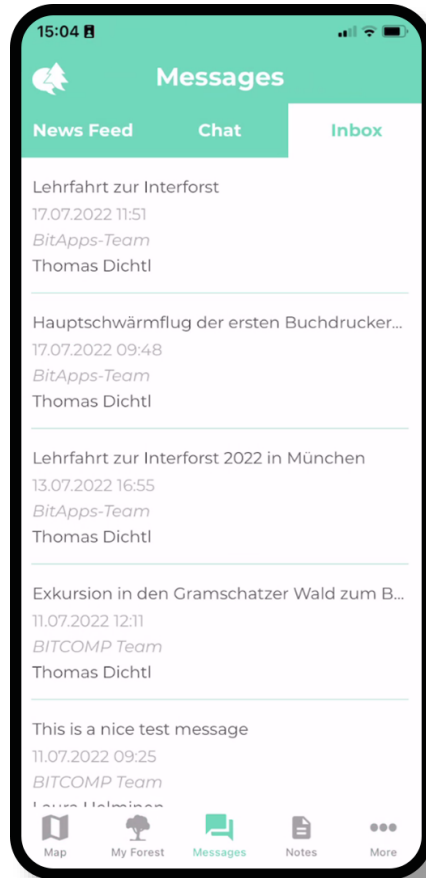 15:04
Messages
News Feed Chat Inbox
Lehrfahrt zur Interforst
17.07.2022 11:51
BitApps-Team
Thomas Dichtl
Hauptschwärmflug der ersten Buchdrucker...
17.07.2022 09:48
BitApps-Team
Thomas Dichtl
Lehrfahrt zur Interforst 2022 in München
13.07.2022 16:55
BitApps-Team
Thomas Dichtl
Exkursion in den Gramschatzer Wald zum B...
11.07.2022 12:11
BITCOMP Team
Thomas Dichtl
This is a nice test message
11.07.2022 09:25
BITCOMP Team
Map My Forest Messages Notes More